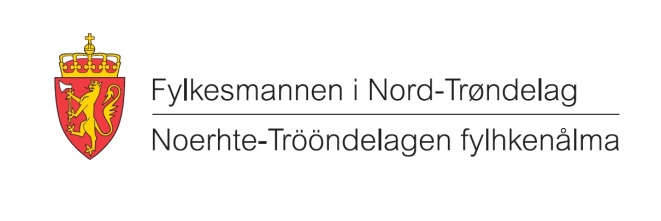 Fylkesmannen i Nord-Trøndelag
Noerhte-Trööndelagen fylhkenålma